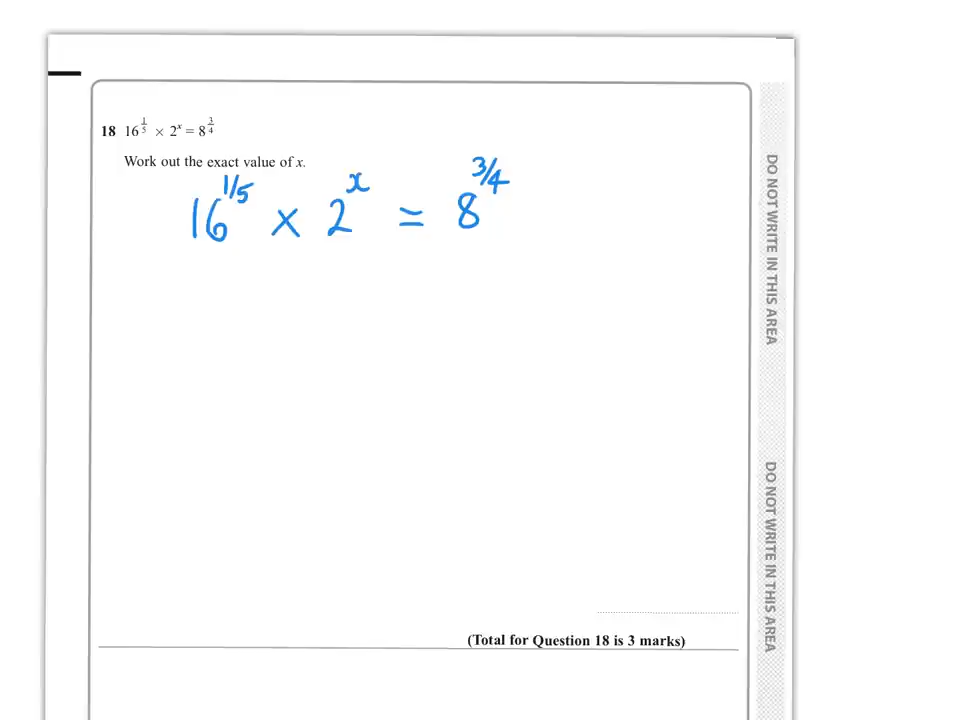 18 16^{\frac{1}{5}} × 2^x = 8^{\frac{3}{4}}
Work out the exact value of x.
16^{1/5} × 2^x = 8^{3/4}
(Total for Question 18 is 3 marks)
DO NOT WRITE IN THIS AREA
DO NOT WRITE IN THIS AREA